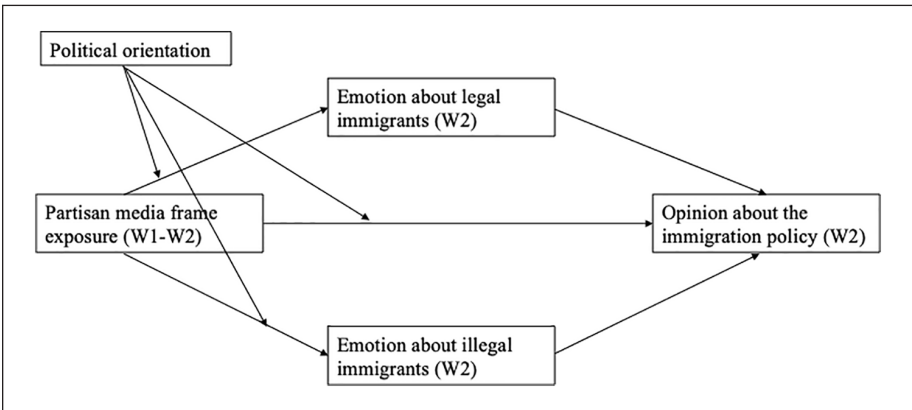 Political orientation
Emotion about legal
immigrants (W2)
Partisan media frame
exposure (W1-W2)
Opinion about the
immigration policy (W2)
Emotion about illegal
immigrants (W2)